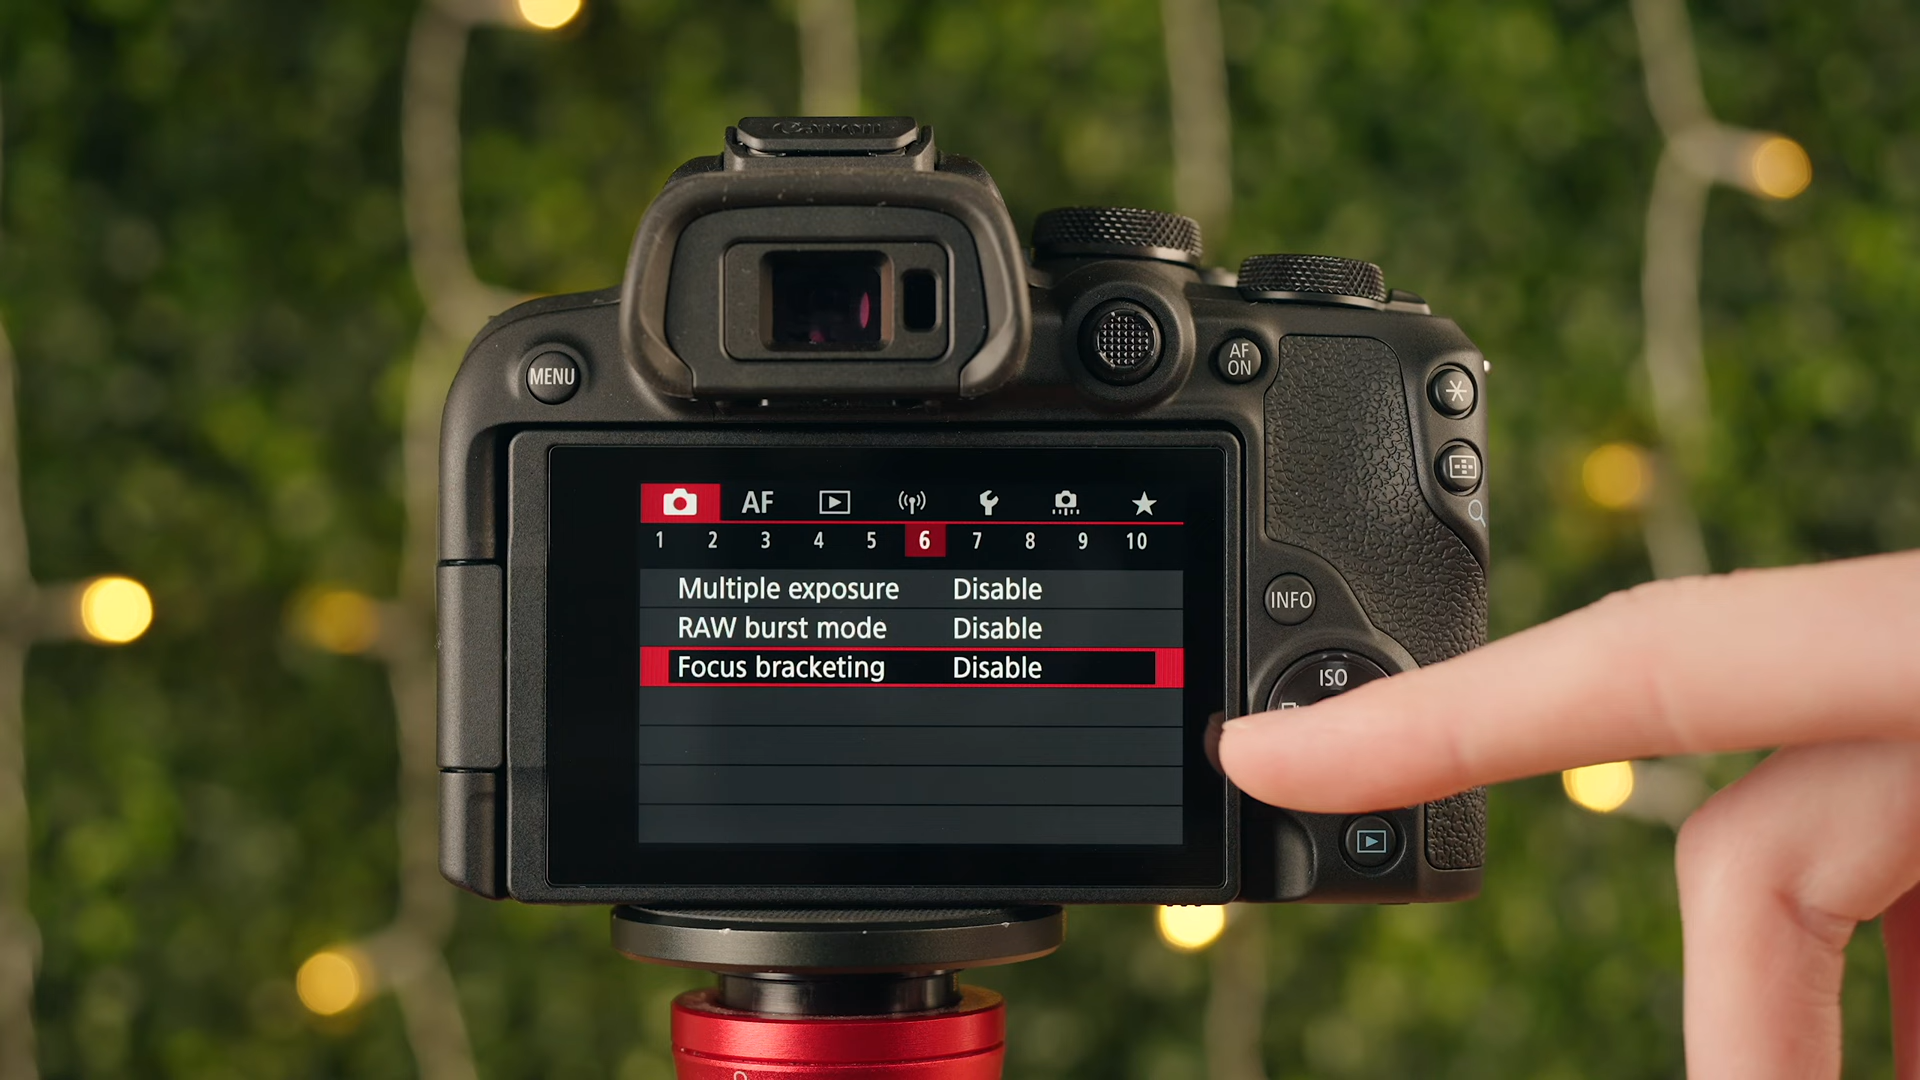 Canon
MENU
AF
ON
AF
1 2 3 4 5 6 7 8 9 10
Multiple exposure Disable
RAW burst mode Disable
Focus bracketing Disable
INFO
ISO